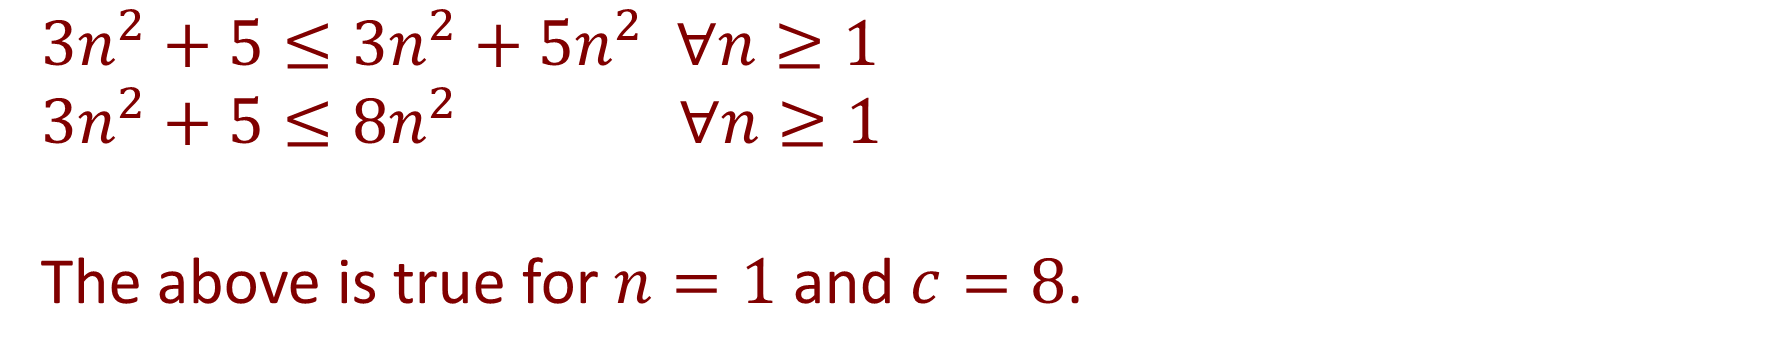 3n² + 5 ≤ 3n² + 5n² ∀n ≥ 1
3n² + 5 ≤ 8n² ∀n ≥ 1
The above is true for n = 1 and c = 8.